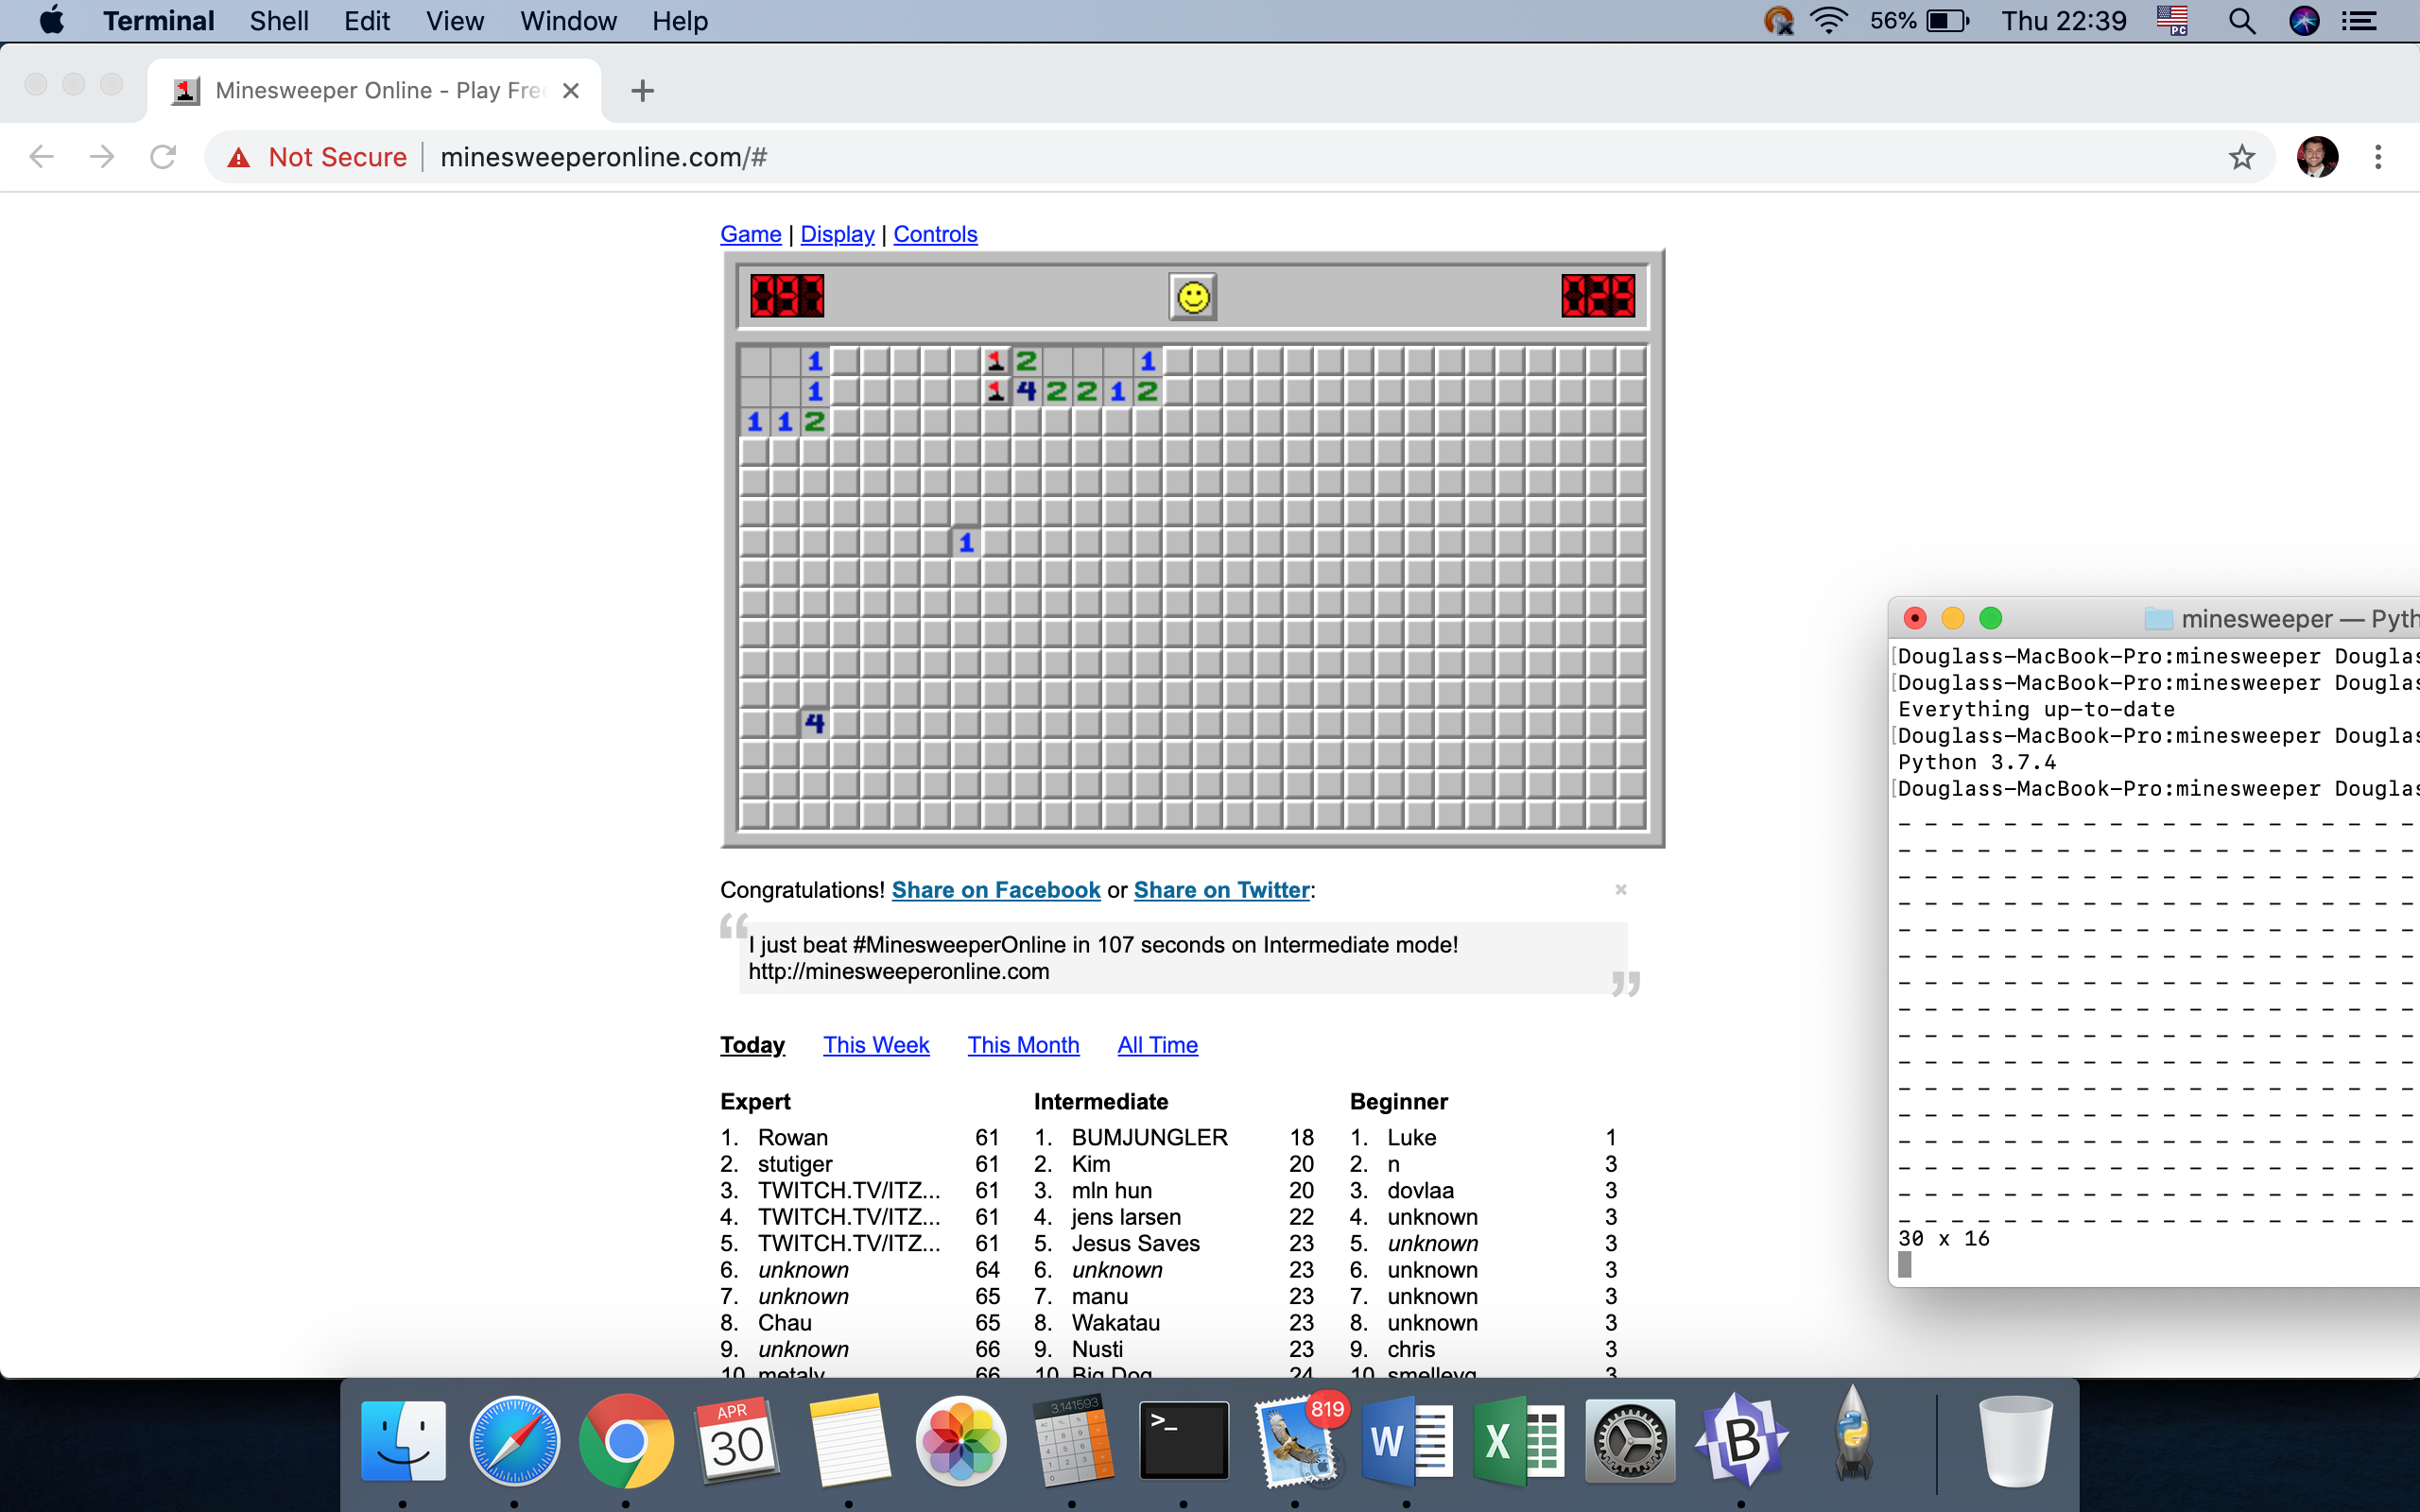 Terminal Shell Edit View Window Help 56% Thu 22:39 PC
Minesweeper Online - Play Free
Not Secure minesweeperonline.com/#
Game | Display | Controls
1 2 1
1 4 2 2 1 2
1 1 2
1
4
Congratulations! Share on Facebook or Share on Twitter:
I just beat #MinesweeperOnline in 107 seconds on Intermediate mode!
http://minesweeperonline.com
Today This Week This Month All Time
Expert Intermediate Beginner
1. Rowan 61 1. BUMJUNGLER 18 1. Luke 1
2. stutiger 61 2. Kim 20 2. n 3
3. TWITCH.TV/ITZ... 61 3. mln hun 20 3. dovlaa 3
4. TWITCH.TV/ITZ... 61 4. jens larsen 22 4. unknown 3
5. TWITCH.TV/ITZ... 61 5. Jesus Saves 23 5. unknown 3
6. unknown 64 6. unknown 23 6. unknown 3
7. unknown 65 7. manu 23 7. unknown 3
8. Chau 65 8. Wakatau 23 8. unknown 3
9. unknown 66 9. Nusti 23 9. chris 3
10. metaly 66 10. Big Dog 24 10. 3
minesweeper — Pyth
[Douglass-MacBook-Pro:minesweeper Douglas
[Douglass-MacBook-Pro:minesweeper Douglas
Everything up-to-date
[Douglass-MacBook-Pro:minesweeper Douglas
Python 3.7.4
[Douglass-MacBook-Pro:minesweeper Douglas
30 x 16
APR
30
3.141593
>_
819
W
X
B